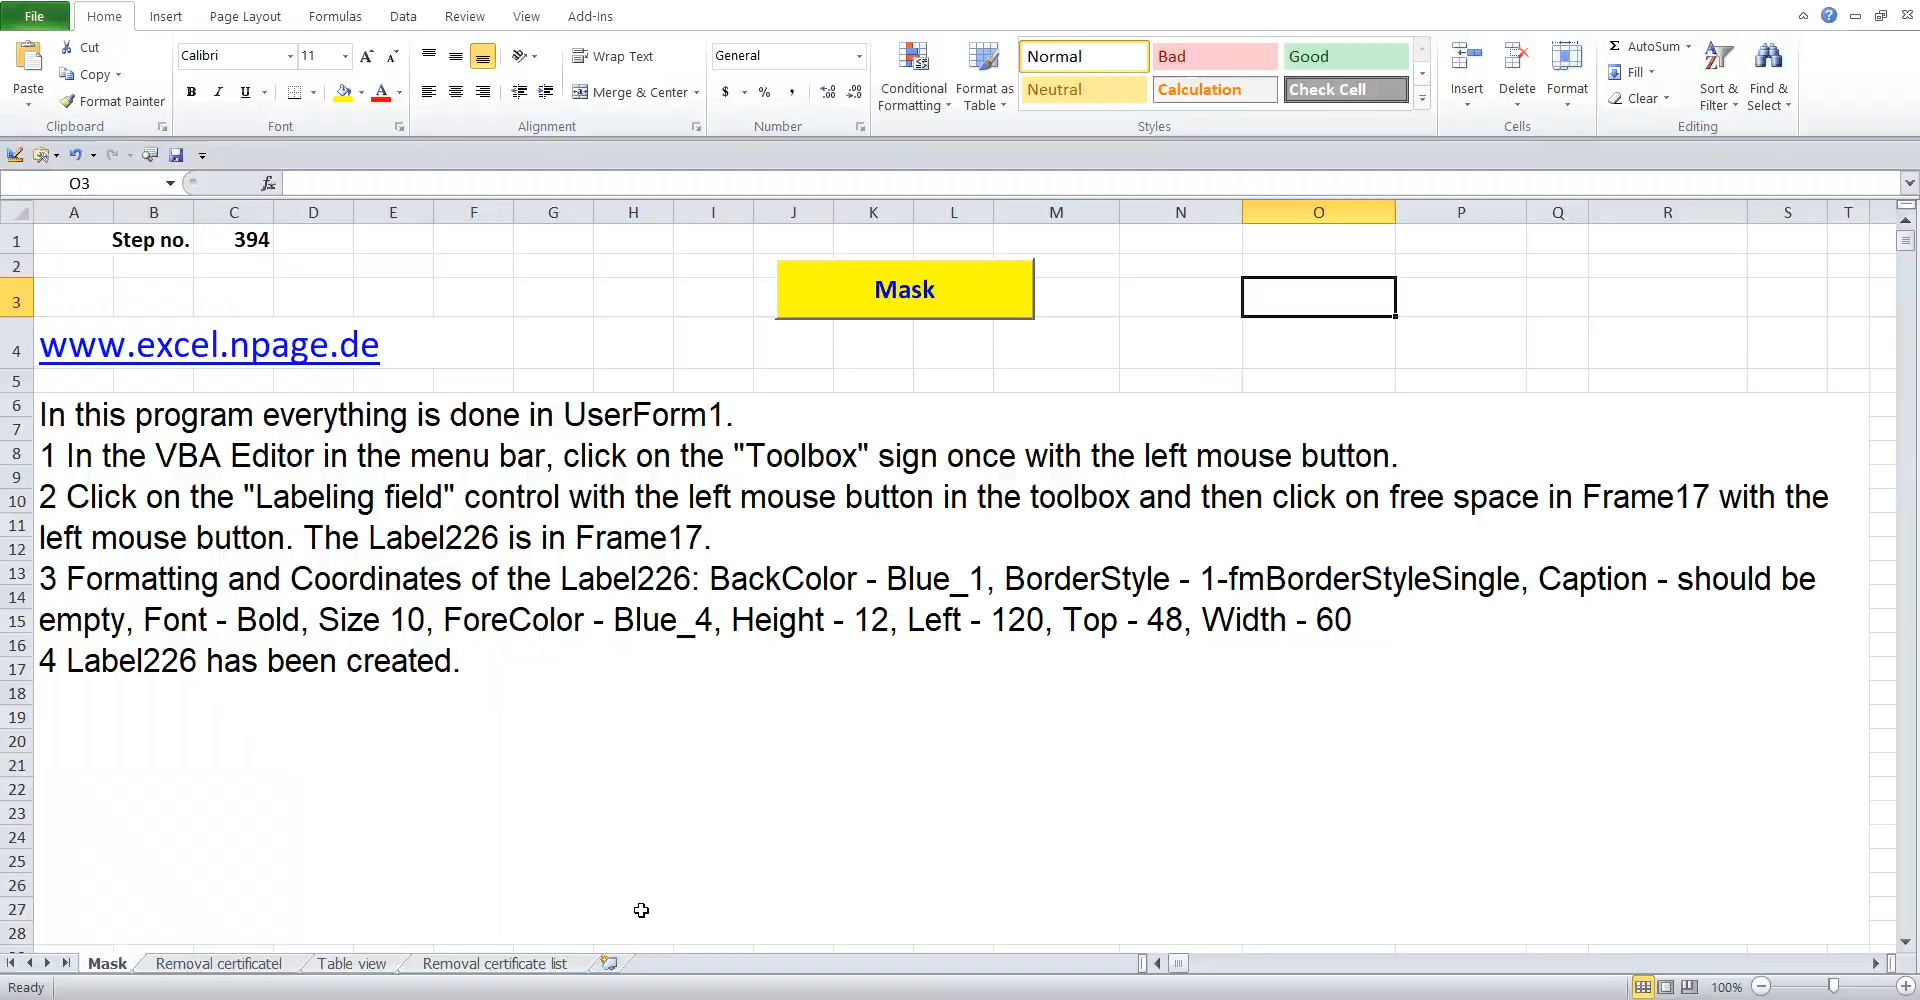 File Home Insert Page Layout Formulas Data Review View Add-Ins
Paste Cut Copy Format Painter Clipboard
Calibri 11 A A B I U A Font
Wrap Text Merge & Center Alignment
General $ % , Number
Conditional Formatting Format as Table
Normal Bad Good
Neutral Calculation Check Cell
Styles
Insert Delete Format Cells
Σ AutoSum Fill Clear Sort & Filter Find & Select Editing
O3 fx
A B C D E F G H I J K L M N O P Q R S T
1 Step no. 394
2
Mask
3
4 www.excel.npage.de
5
6
7
8
9
10
11
12
13
14
15
16
17
18
19
20
21
22
23
24
25
26
27
28
In this program everything is done in UserForm1.
1 In the VBA Editor in the menu bar, click on the "Toolbox" sign once with the left mouse button.
2 Click on the "Labeling field" control with the left mouse button in the toolbox and then click on free space in Frame17 with the
left mouse button. The Label226 is in Frame17.
3 Formatting and Coordinates of the Label226: BackColor - Blue_1, BorderStyle - 1-fmBorderStyleSingle, Caption - should be
empty, Font - Bold, Size 10, ForeColor - Blue_4, Height - 12, Left - 120, Top - 48, Width - 60
4 Label226 has been created.
Mask Removal certificatel Table view Removal certificate list
Ready 100%